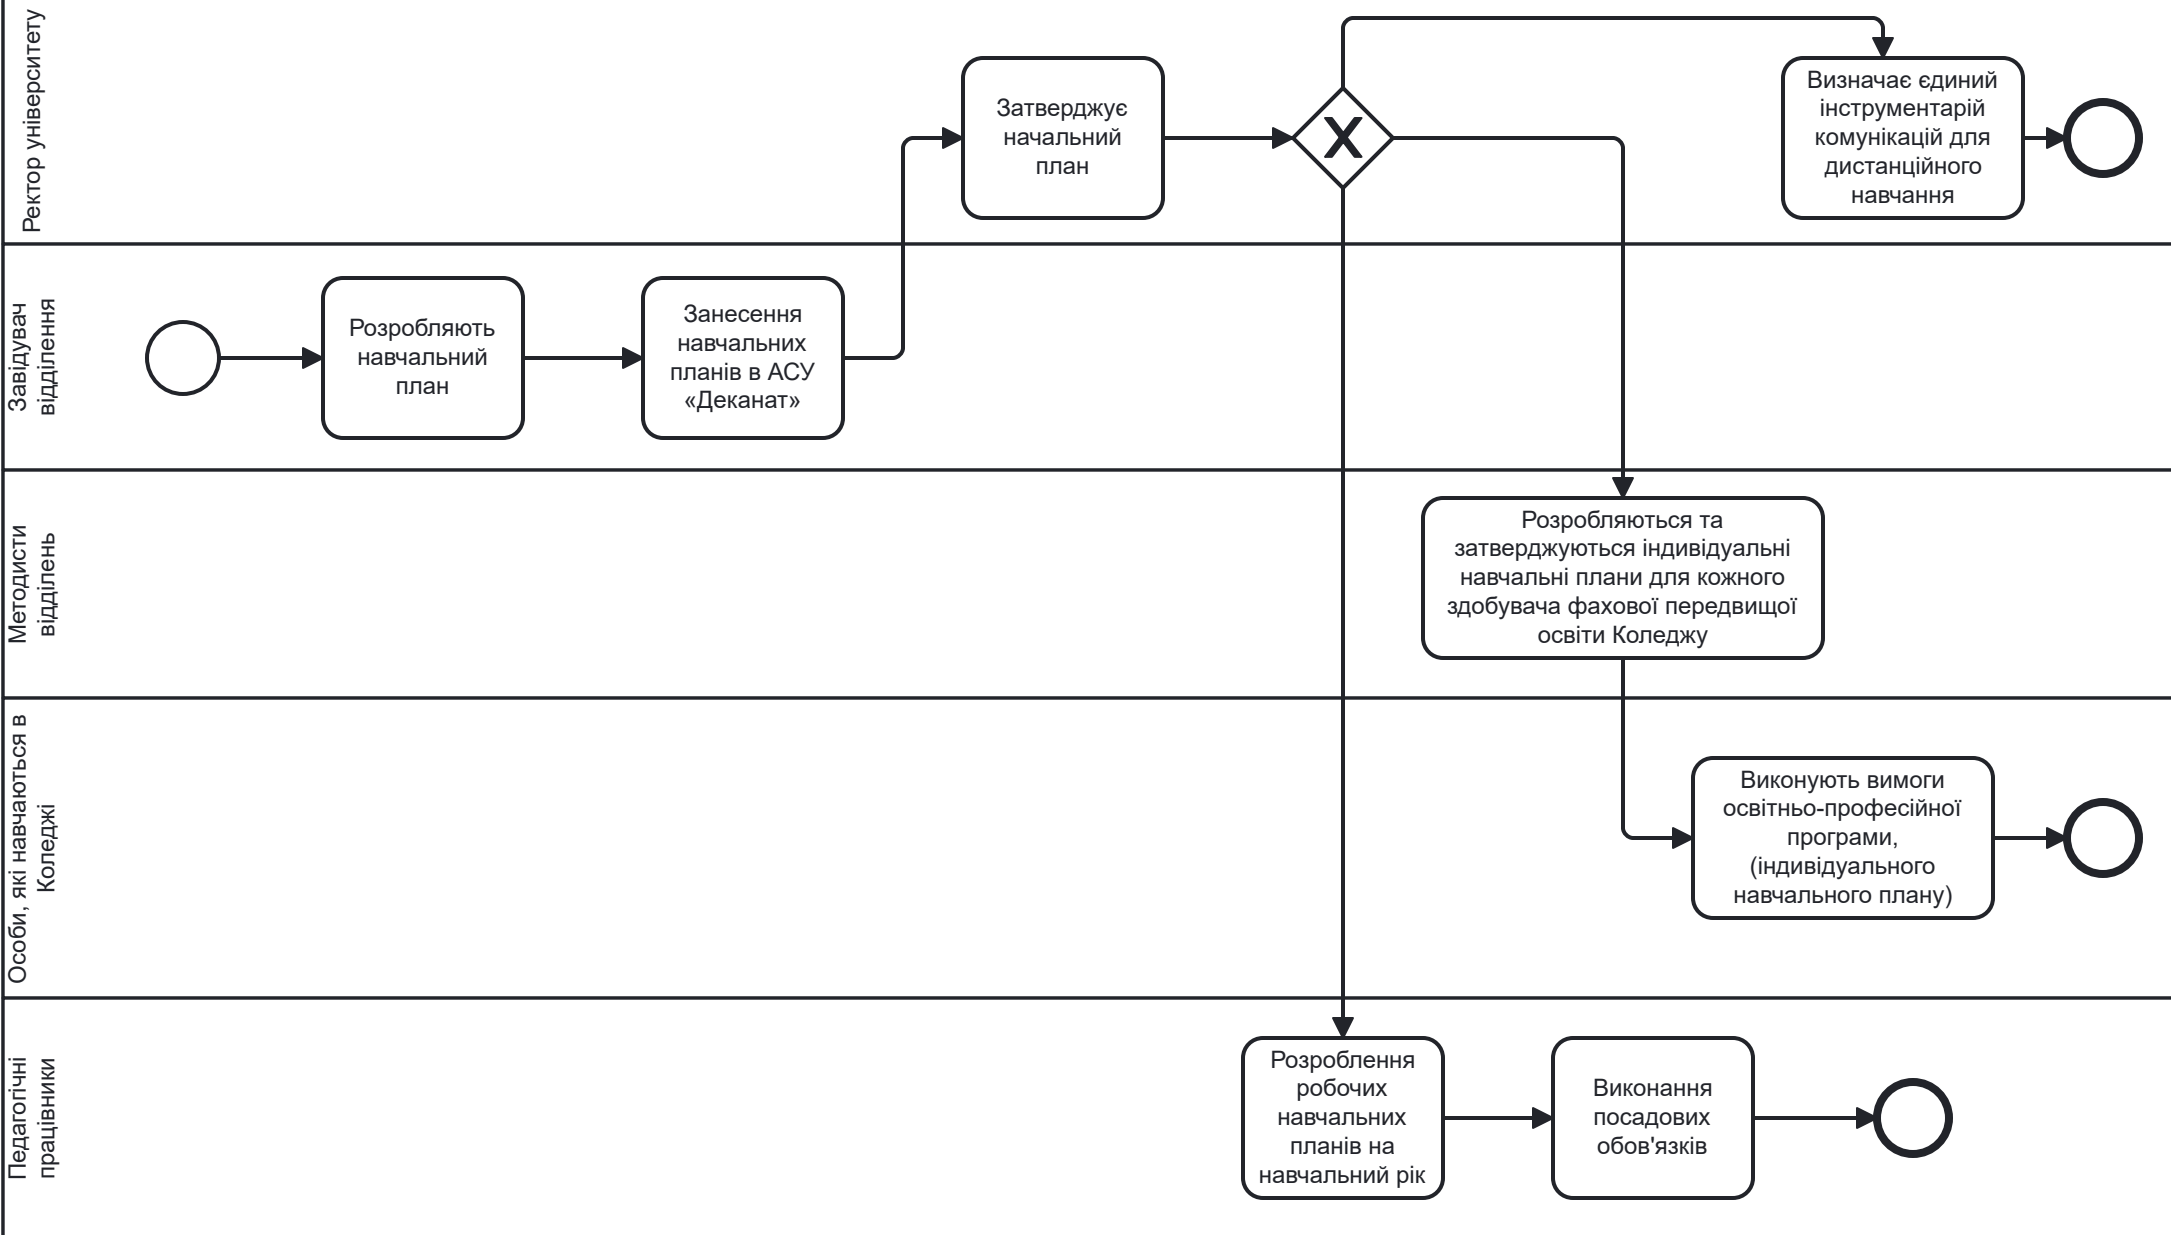 Ректор університету
Затверджує
начальний
план
X
Визначає єдиний
інструментарій
комунікацій для
дистанційного
навчання
Завідувач
відділення
Розробляють
навчальний
план
Занесення
навчальних
планів в АСУ
«Деканат»
Методисти
відділень
Розробляються та
затверджуються індивідуальні
навчальні плани для кожного
здобувача фахової передвищої
освіти Коледжу
Особи, які навчаються в
Коледжі
Виконують вимоги
освітньо-професійної
програми,
(індивідуального
навчального плану)
Педагогічні
працівники
Розроблення
робочих
навчальних
планів на
навчальний рік
Виконання
посадових
обов'язків